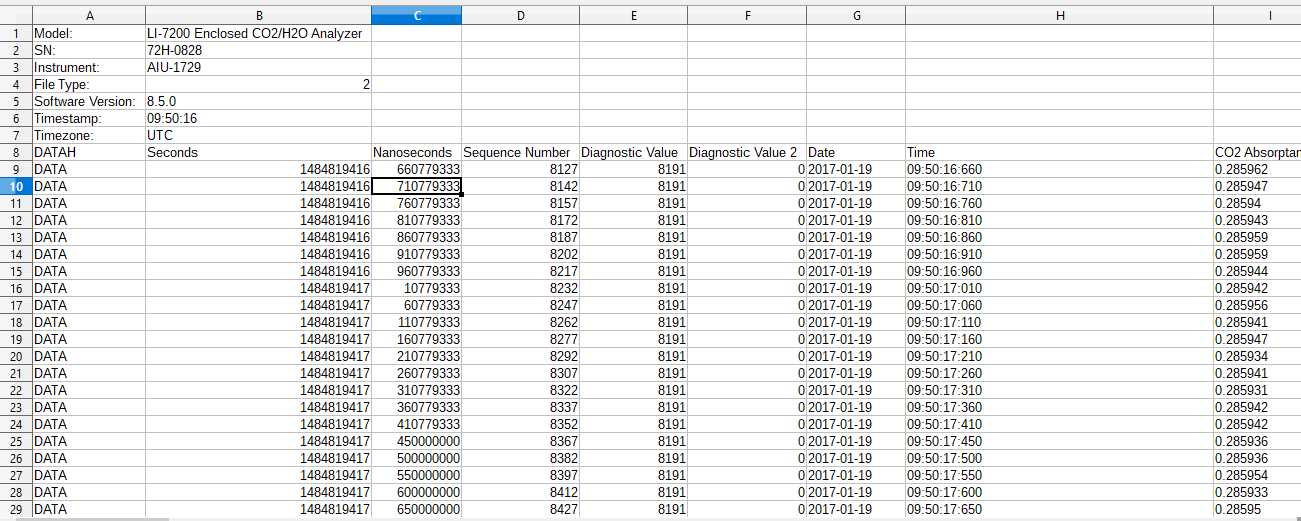 A B C D E F G H I
1 Model: LI-7200 Enclosed CO2/H2O Analyzer
2 SN: 72H-0828
3 Instrument: AIU-1729
4 File Type: 2
5 Software Version: 8.5.0
6 Timestamp: 09:50:16
7 Timezone: UTC
8 DATAH Seconds Nanoseconds Sequence Number Diagnostic Value Diagnostic Value 2 Date Time CO2 Absorptan
9 DATA 1484819416 660779333 8127 8191 0 2017-01-19 09:50:16:660 0.285962
10 DATA 1484819416 710779333 8142 8191 0 2017-01-19 09:50:16:710 0.285947
11 DATA 1484819416 760779333 8157 8191 0 2017-01-19 09:50:16:760 0.28594
12 DATA 1484819416 810779333 8172 8191 0 2017-01-19 09:50:16:810 0.285943
13 DATA 1484819416 860779333 8187 8191 0 2017-01-19 09:50:16:860 0.285959
14 DATA 1484819416 910779333 8202 8191 0 2017-01-19 09:50:16:910 0.285959
15 DATA 1484819416 960779333 8217 8191 0 2017-01-19 09:50:16:960 0.285944
16 DATA 1484819417 10779333 8232 8191 0 2017-01-19 09:50:17:010 0.285942
17 DATA 1484819417 60779333 8247 8191 0 2017-01-19 09:50:17:060 0.285956
18 DATA 1484819417 110779333 8262 8191 0 2017-01-19 09:50:17:110 0.285941
19 DATA 1484819417 160779333 8277 8191 0 2017-01-19 09:50:17:160 0.285947
20 DATA 1484819417 210779333 8292 8191 0 2017-01-19 09:50:17:210 0.285934
21 DATA 1484819417 260779333 8307 8191 0 2017-01-19 09:50:17:260 0.285941
22 DATA 1484819417 310779333 8322 8191 0 2017-01-19 09:50:17:310 0.285931
23 DATA 1484819417 360779333 8337 8191 0 2017-01-19 09:50:17:360 0.285942
24 DATA 1484819417 410779333 8352 8191 0 2017-01-19 09:50:17:410 0.285942
25 DATA 1484819417 450000000 8367 8191 0 2017-01-19 09:50:17:450 0.285936
26 DATA 1484819417 500000000 8382 8191 0 2017-01-19 09:50:17:500 0.285936
27 DATA 1484819417 550000000 8397 8191 0 2017-01-19 09:50:17:550 0.285954
28 DATA 1484819417 600000000 8412 8191 0 2017-01-19 09:50:17:600 0.285933
29 DATA 1484819417 650000000 8427 8191 0 2017-01-19 09:50:17:650 0.28595